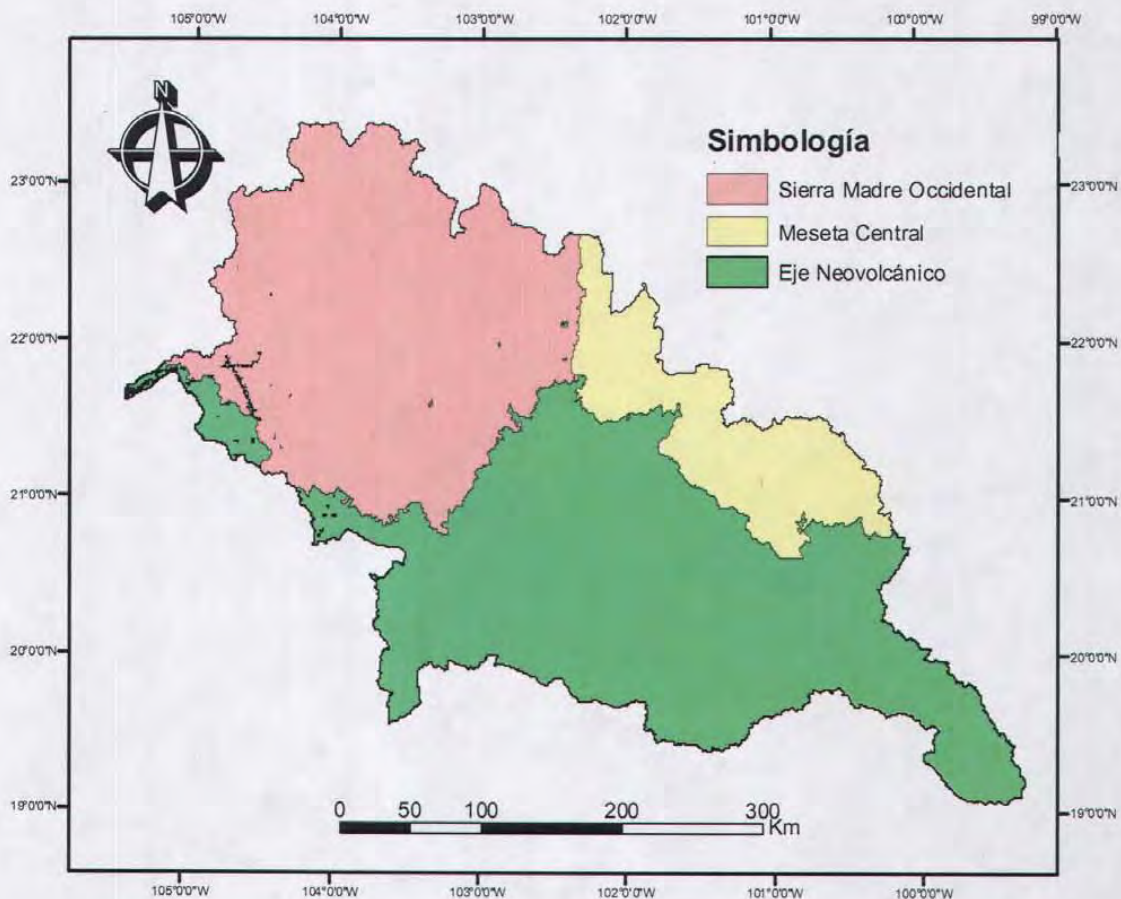 105°0'0"W 104°0'0"W 103°0'0"W 102°0'0"W 101°0'0"W 100°0'0"W 99°0'0"W
N
Simbología
23°0'0"N 23°0'0"N
Sierra Madre Occidental
Meseta Central
Eje Neovolcánico
22°0'0"N 22°0'0"N
21°0'0"N 21°0'0"N
20°0'0"N 20°0'0"N
19°0'0"N 19°0'0"N
0 50 100 200 300
Km
105°0'0"W 104°0'0"W 103°0'0"W 102°0'0"W 101°0'0"W 100°0'0"W